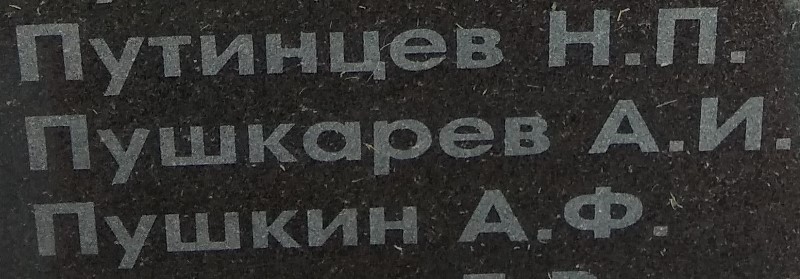 Путинцев Н.П.
Пушкарев А.И.
Пушкин А.Ф.